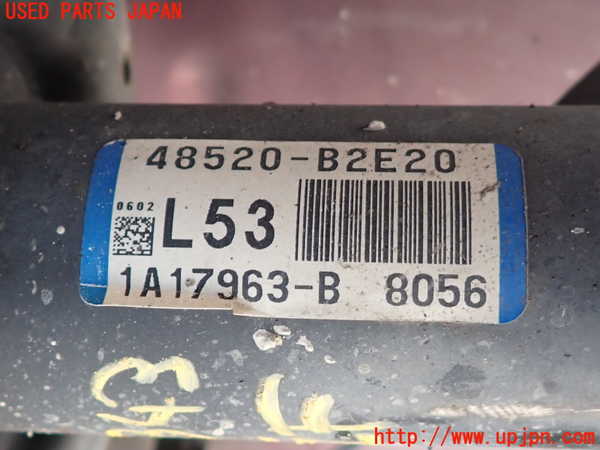 USED PARTS JAPAN
48520-B2E20
0602
L53
1A17963-B 8056
http://www.upjpn.com/